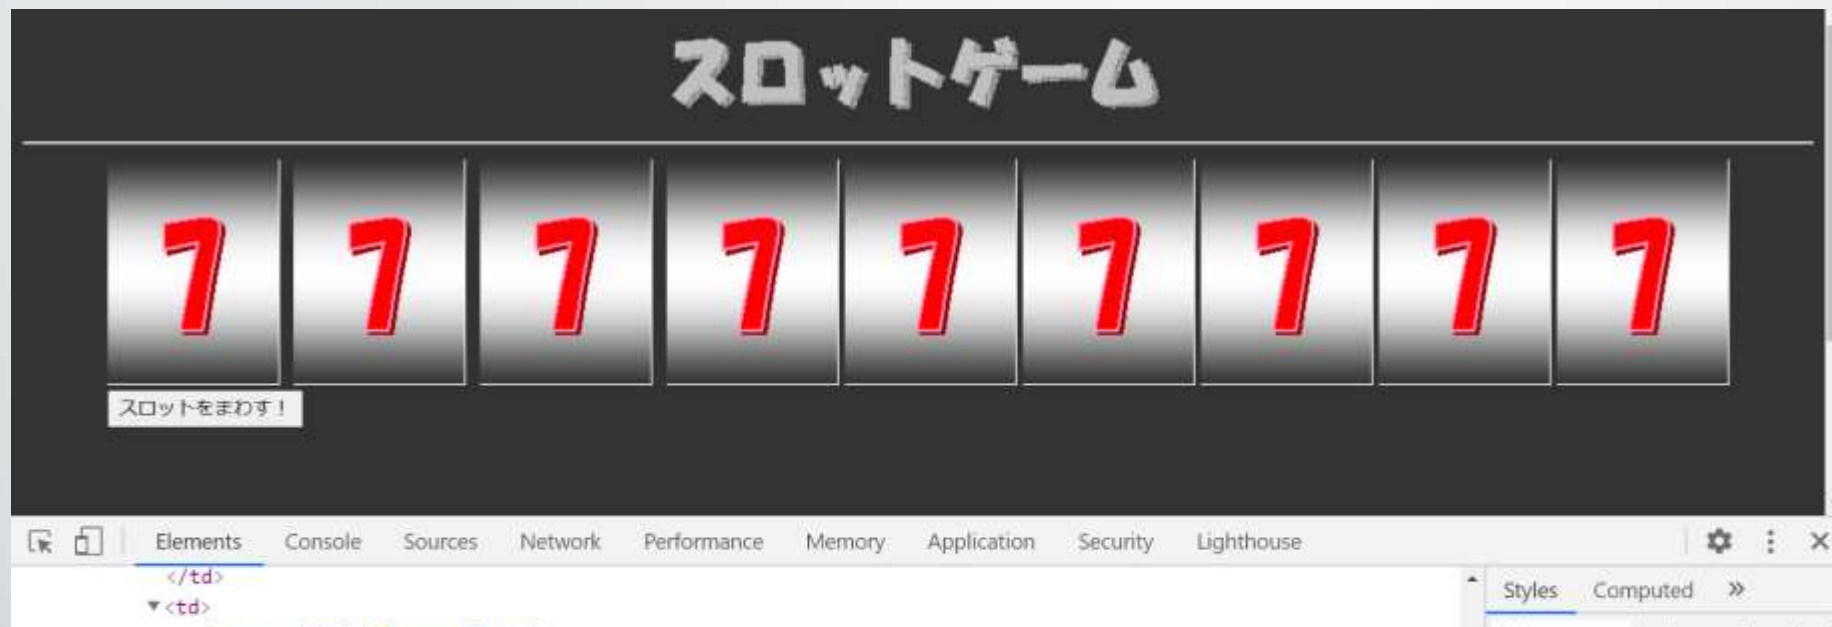 スロットゲーム
7 7 7 7 7 7 7 7 7
スロットをまわす！
Elements Console Sources Network Performance Memory Application Security Lighthouse
</td>
Styles Computed »
▼<td>